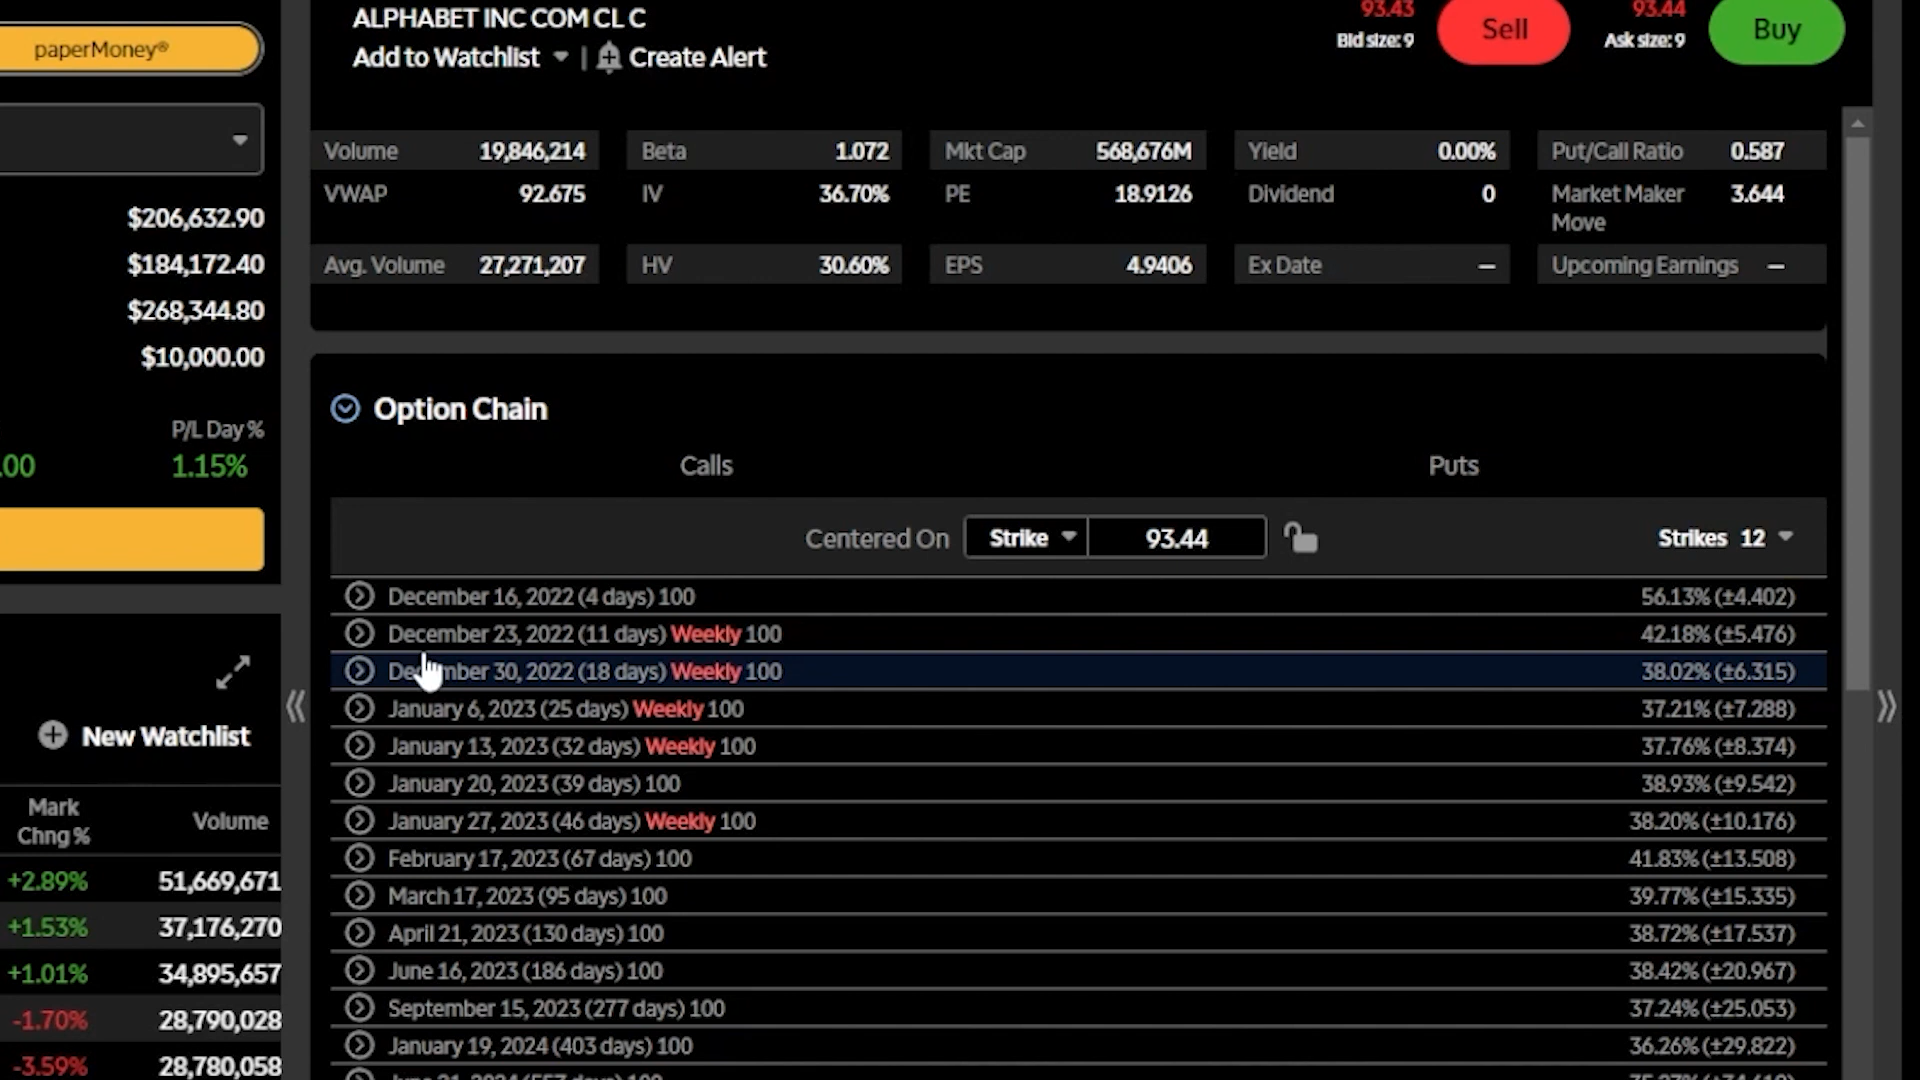 paperMoney®
$206,632.90
$184,172.40
$268,344.80
$10,000.00
P/L Day %
.00 1.15%
New Watchlist
Mark Chng % Volume
+2.89% 51,669,671
+1.53% 37,176,270
+1.01% 34,895,657
-1.70% 28,790,028
-3.59% 28,780,058
ALPHABET INC COM CL C
Add to Watchlist | Create Alert
93.43
Bid size: 9
Sell
93.44
Ask size: 9
Buy
Volume 19,846,214 Beta 1.072 Mkt Cap 568,676M Yield 0.00% Put/Call Ratio 0.587
VWAP 92.675 IV 36.70% PE 18.9126 Dividend 0 Market Maker Move 3.644
Avg. Volume 27,271,207 HV 30.60% EPS 4.9406 Ex Date — Upcoming Earnings —
Option Chain
Calls Puts
Centered On Strike 93.44 Strikes 12
December 16, 2022 (4 days) 100 56.13% (±4.402)
December 23, 2022 (11 days) Weekly 100 42.18% (±5.476)
December 30, 2022 (18 days) Weekly 100 38.02% (±6.315)
January 6, 2023 (25 days) Weekly 100 37.21% (±7.288)
January 13, 2023 (32 days) Weekly 100 37.76% (±8.374)
January 20, 2023 (39 days) 100 38.93% (±9.542)
January 27, 2023 (46 days) Weekly 100 38.20% (±10.176)
February 17, 2023 (67 days) 100 41.83% (±13.508)
March 17, 2023 (95 days) 100 39.77% (±15.335)
April 21, 2023 (130 days) 100 38.72% (±17.537)
June 16, 2023 (186 days) 100 38.42% (±20.967)
September 15, 2023 (277 days) 100 37.24% (±25.053)
January 19, 2024 (403 days) 100 36.26% (±29.822)